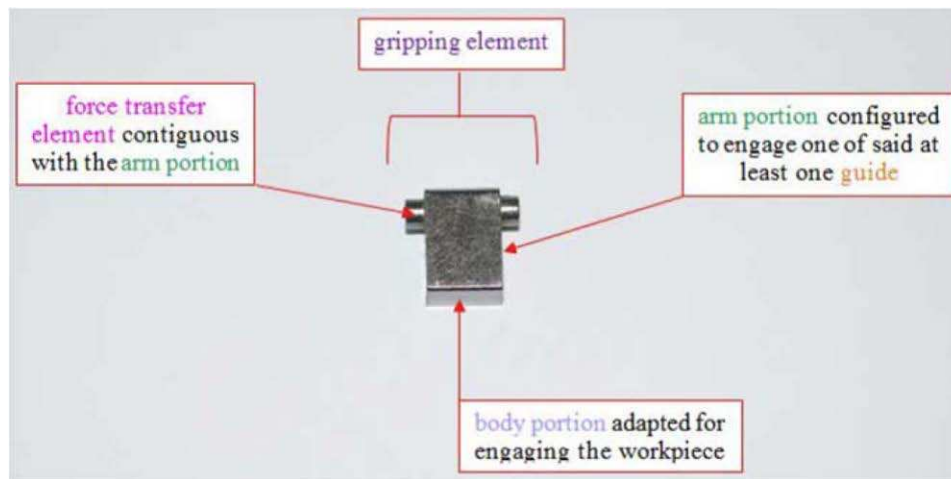 gripping element
force transfer
element contiguous
with the arm portion
arm portion configured
to engage one of said at
least one guide
body portion adapted for
engaging the workpiece